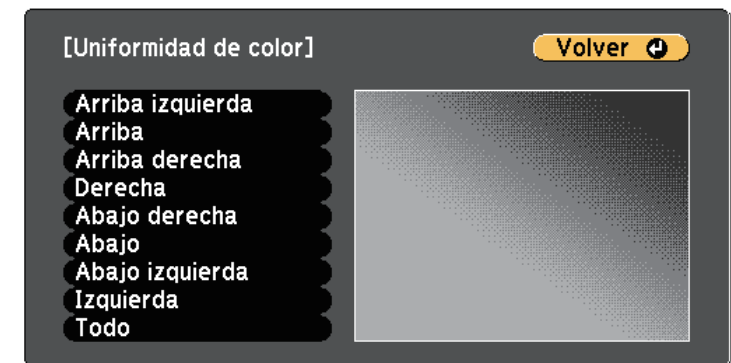 [Uniformidad de color]
Volver
Arriba izquierda
Arriba
Arriba derecha
Derecha
Abajo derecha
Abajo
Abajo izquierda
Izquierda
Todo